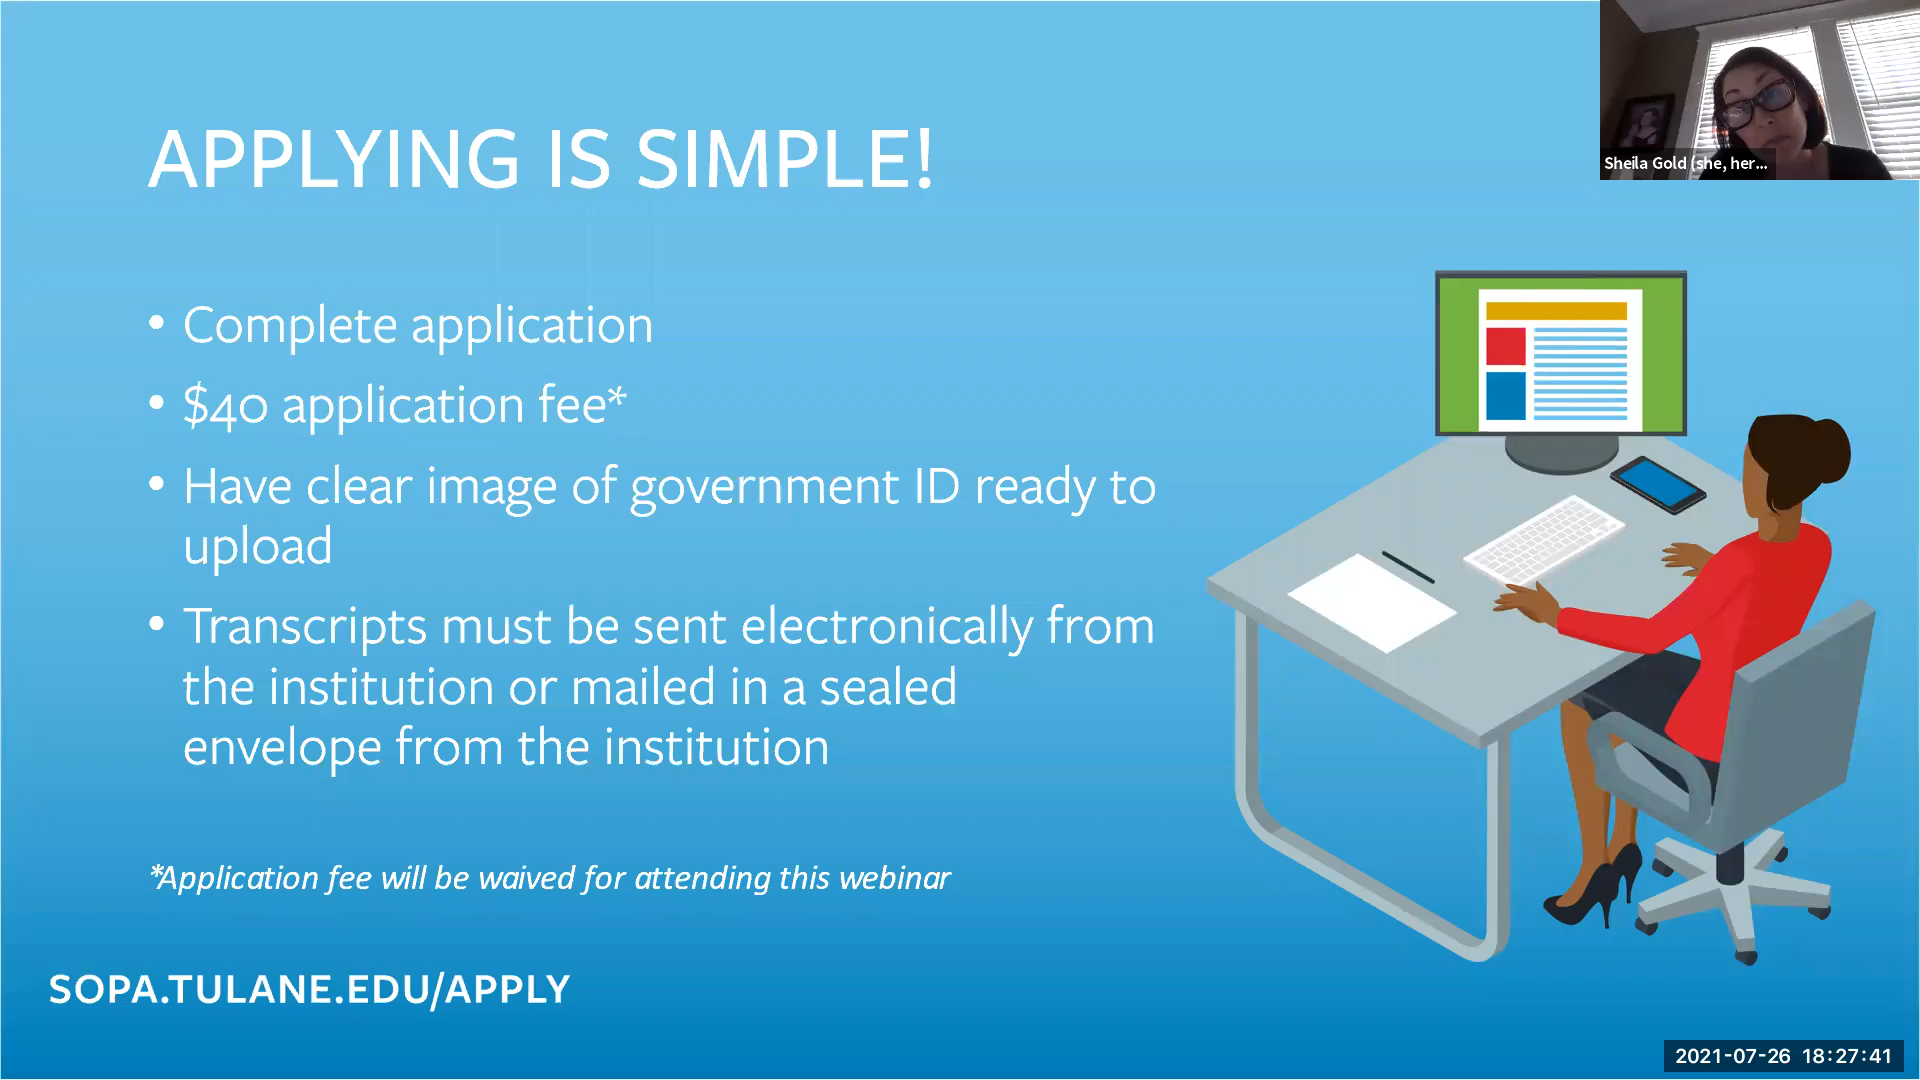 APPLYING IS SIMPLE!
Sheila Gold (she, her...
• Complete application
• $40 application fee*
• Have clear image of government ID ready to
upload
• Transcripts must be sent electronically from
the institution or mailed in a sealed
envelope from the institution
*Application fee will be waived for attending this webinar
SOPA.TULANE.EDU/APPLY
2021-07-26 18:27:41